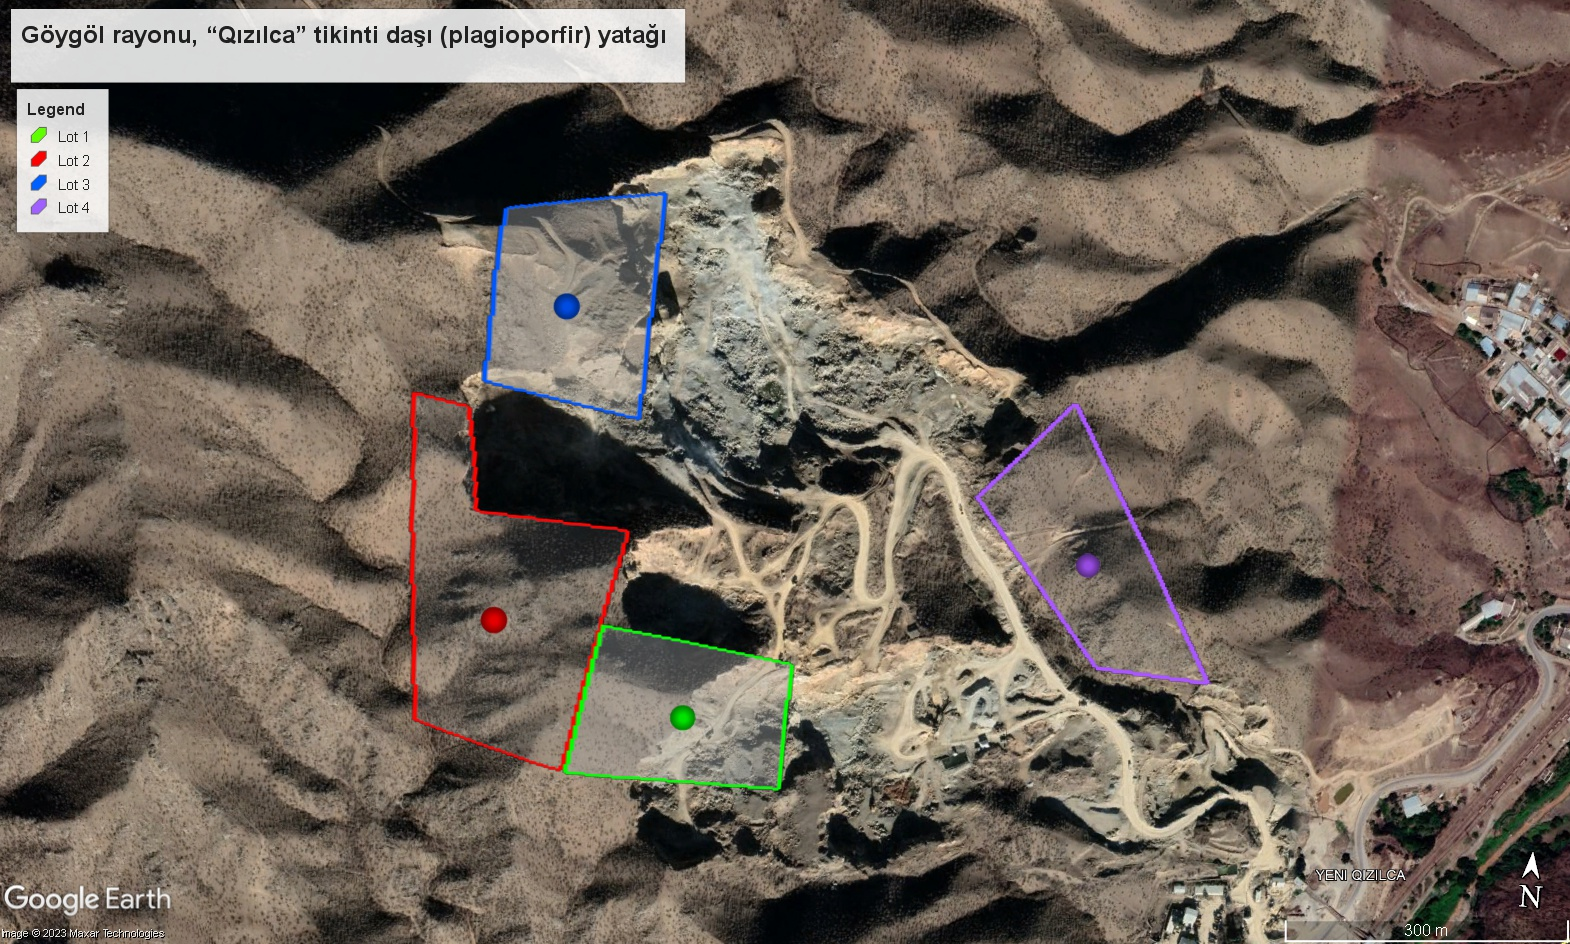 Göygöl rayonu, “Qızılca” tikinti daşı (plagioporfir) yatağı
Legend
Lot 1
Lot 2
Lot 3
Lot 4
YENI QIZILCA
Google Earth
Image © 2023 Maxar Technologies
N
300 m